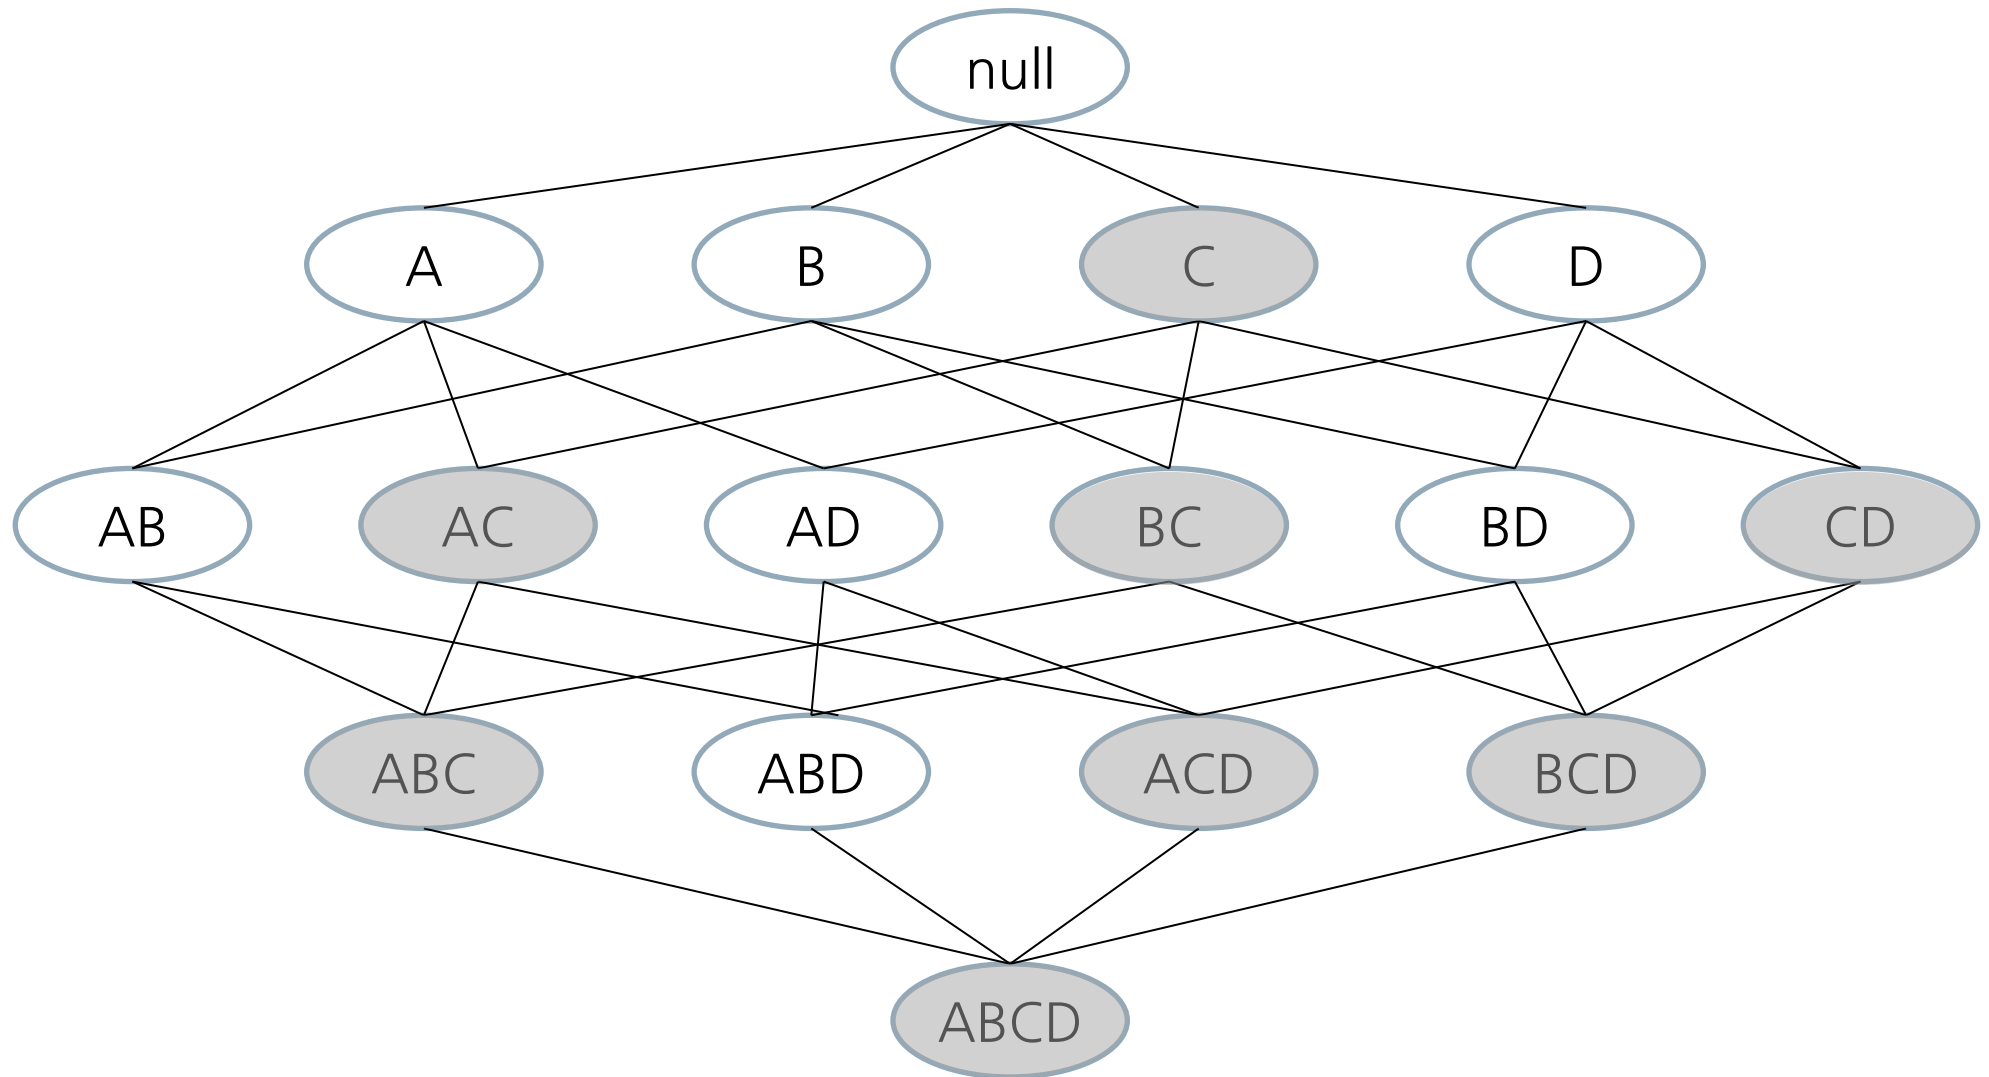 null
A B C D
AB AC AD BC BD CD
ABC ABD ACD BCD
ABCD